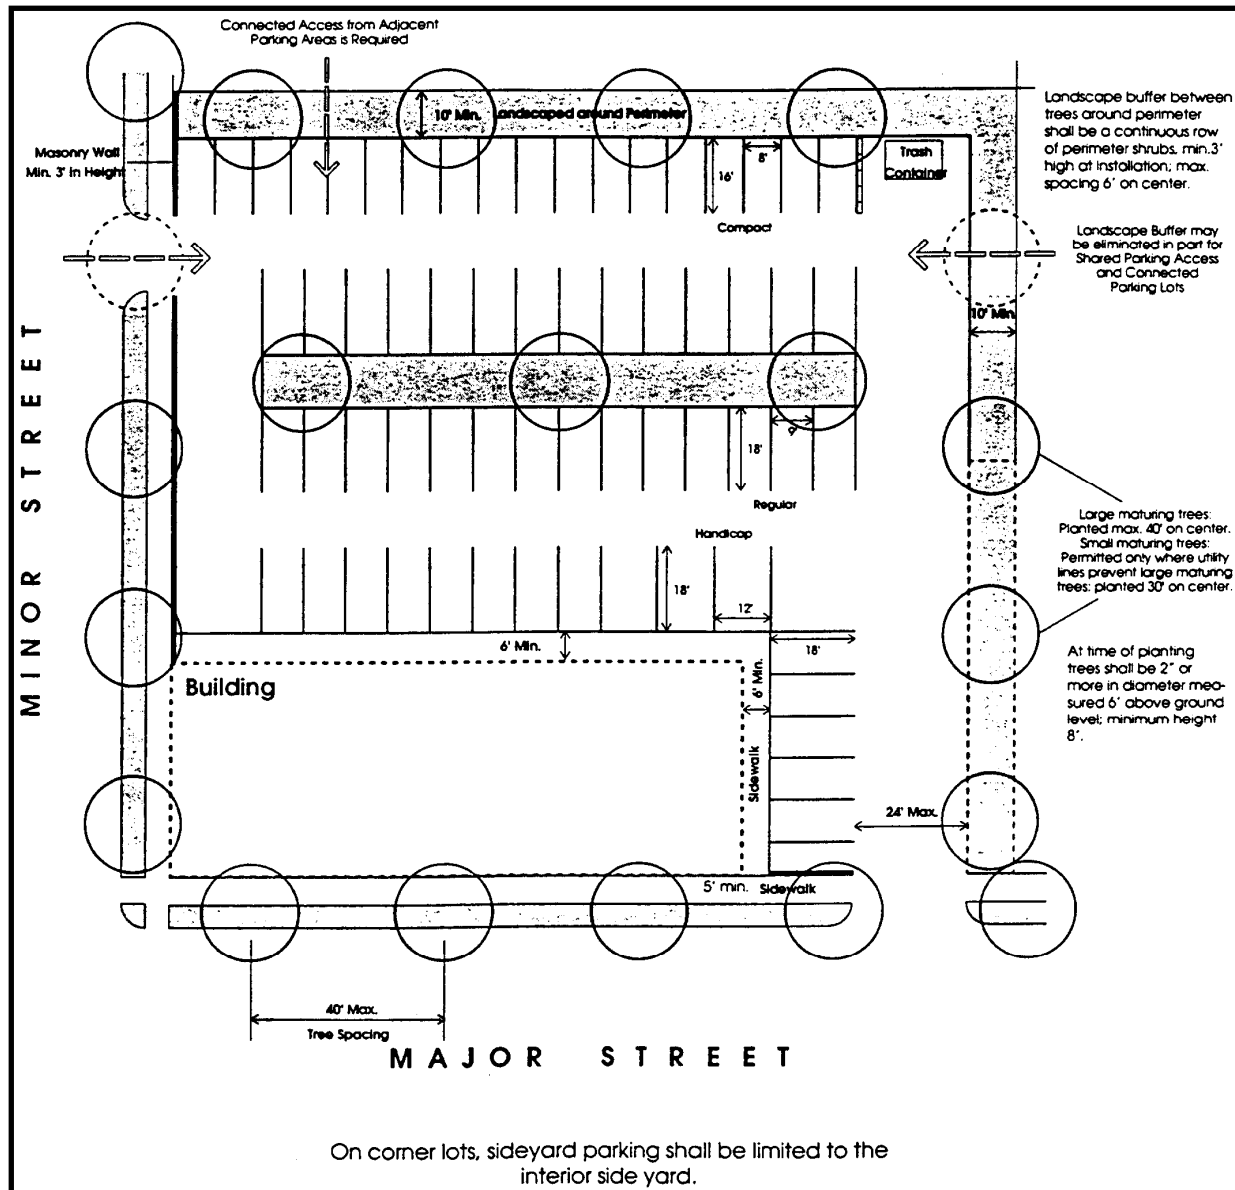 Connected Access from Adjacent
Parking Areas is Required
10' Min.
Landscaped around Perimeter
Landscape buffer between
trees around perimeter
shall be a continuous row
of perimeter shrubs, min.3'
high at installation; max.
spacing 6' on center.
Masonry Wall
Min. 3' in Height
Trash
Container
8'
16'
Compact
Landscape Buffer may
be eliminated in part for
Shared Parking Access
and Connected
Parking Lots
10' Min.
MINOR STREET
9'
18'
Regular
Handicap
Large maturing trees:
Planted max. 40' on center.
Small maturing trees:
Permitted only where utility
lines prevent large maturing
trees: planted 30' on center.
18'
12'
6' Min.
18'
Building
6' Min.
Sidewalk
At time of planting
trees shall be 2" or
more in diameter mea-
sured 6' above ground
level; minimum height
8'.
24' Max.
5' min.
Sidewalk
40' Max.
Tree Spacing
MAJOR STREET
On corner lots, sideyard parking shall be limited to the
interior side yard.